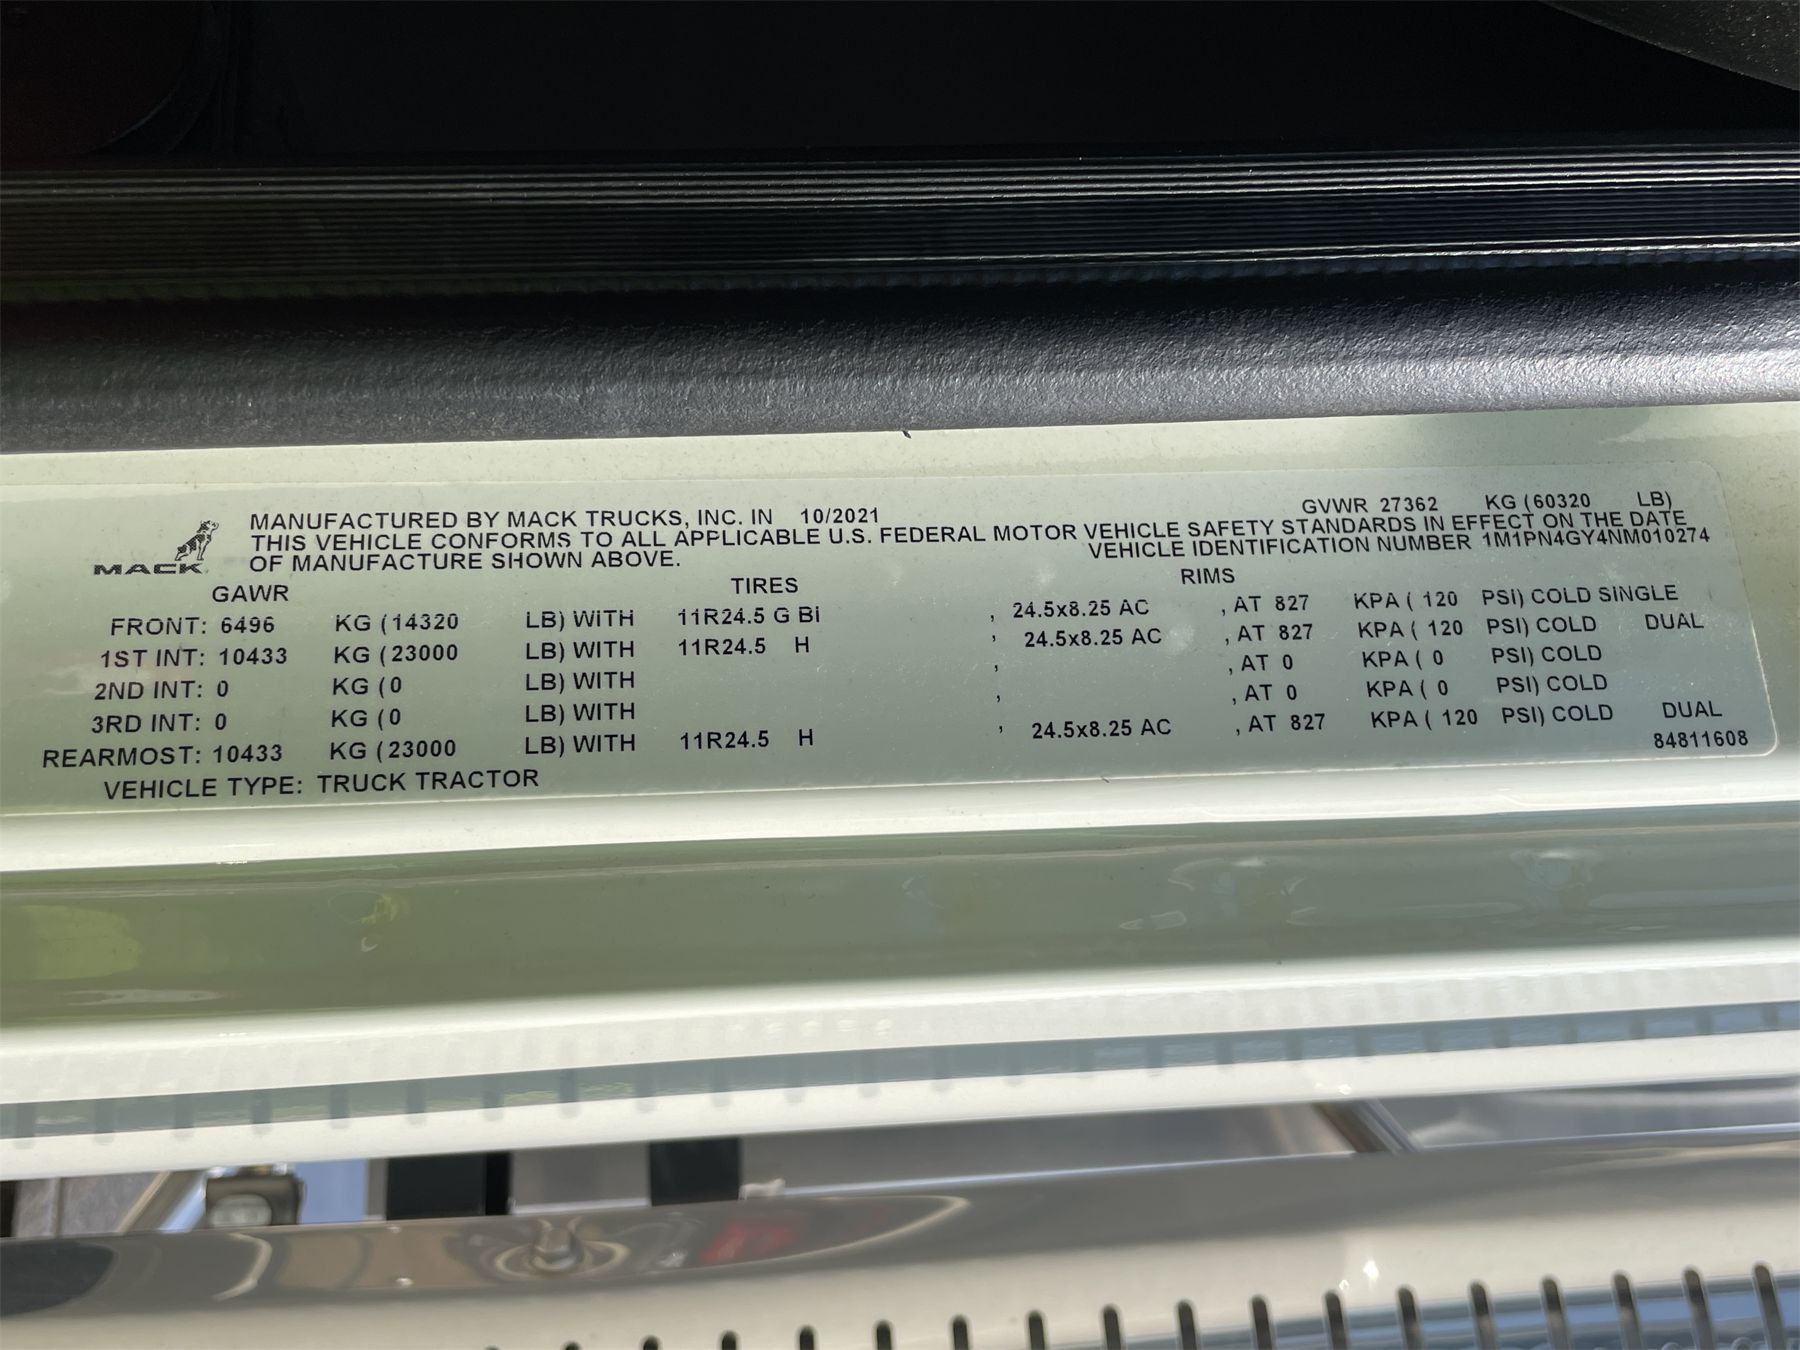 MACK
MANUFACTURED BY MACK TRUCKS, INC. IN 10/2021 GVWR 27362 KG (60320 LB)
THIS VEHICLE CONFORMS TO ALL APPLICABLE U.S. FEDERAL MOTOR VEHICLE SAFETY STANDARDS IN EFFECT ON THE DATE
OF MANUFACTURE SHOWN ABOVE. VEHICLE IDENTIFICATION NUMBER 1M1PN4GY4NM010274
GAWR TIRES RIMS
FRONT: 6496 KG (14320 LB) WITH 11R24.5 G Bi , 24.5x8.25 AC , AT 827 KPA ( 120 PSI) COLD SINGLE
1ST INT: 10433 KG (23000 LB) WITH 11R24.5 H , 24.5x8.25 AC , AT 827 KPA ( 120 PSI) COLD DUAL
2ND INT: 0 KG (0 LB) WITH , , AT 0 KPA ( 0 PSI) COLD
3RD INT: 0 KG (0 LB) WITH , , AT 0 KPA ( 0 PSI) COLD
REARMOST: 10433 KG (23000 LB) WITH 11R24.5 H , 24.5x8.25 AC , AT 827 KPA ( 120 PSI) COLD DUAL
VEHICLE TYPE: TRUCK TRACTOR 84811608